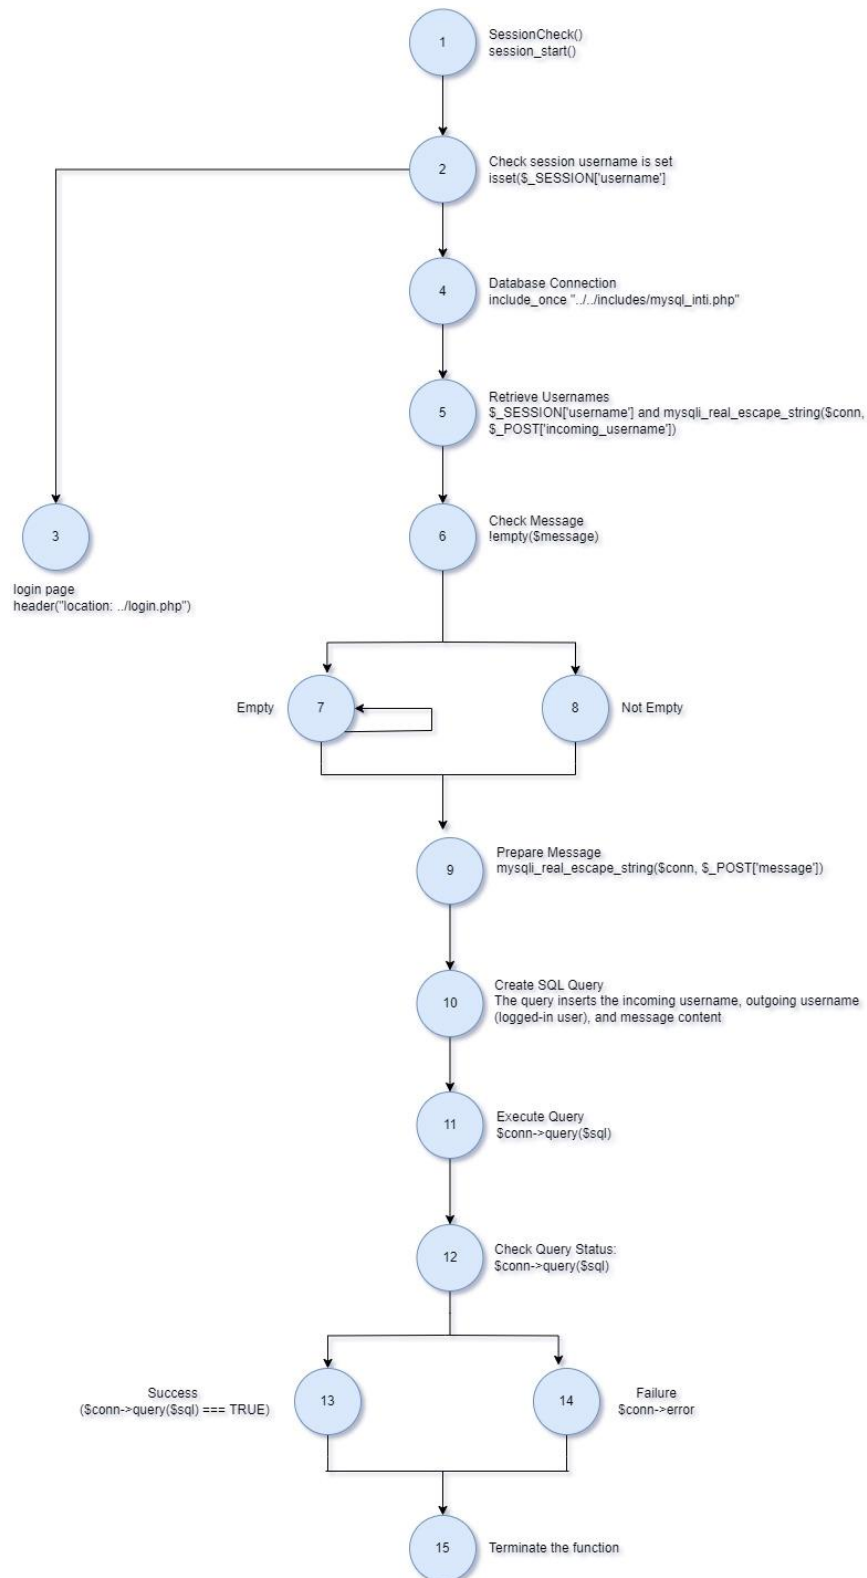 1
SessionCheck()
session_start()
2
Check session username is set
isset($_SESSION['username']
4
Database Connection
include_once "../../includes/mysql_inti.php"
5
Retrieve Usernames
$_SESSION['username'] and mysqli_real_escape_string($conn,
$_POST['incoming_username'])
6
Check Message
!empty($message)
3
login page
header("location: ../login.php")
Empty
7
8
Not Empty
9
Prepare Message
mysqli_real_escape_string($conn, $_POST['message'])
10
Create SQL Query
The query inserts the incoming username, outgoing username
(logged-in user), and message content
11
Execute Query
$conn->query($sql)
12
Check Query Status:
$conn->query($sql)
Success
($conn->query($sql) === TRUE)
13
14
Failure
$conn->error
15
Terminate the function